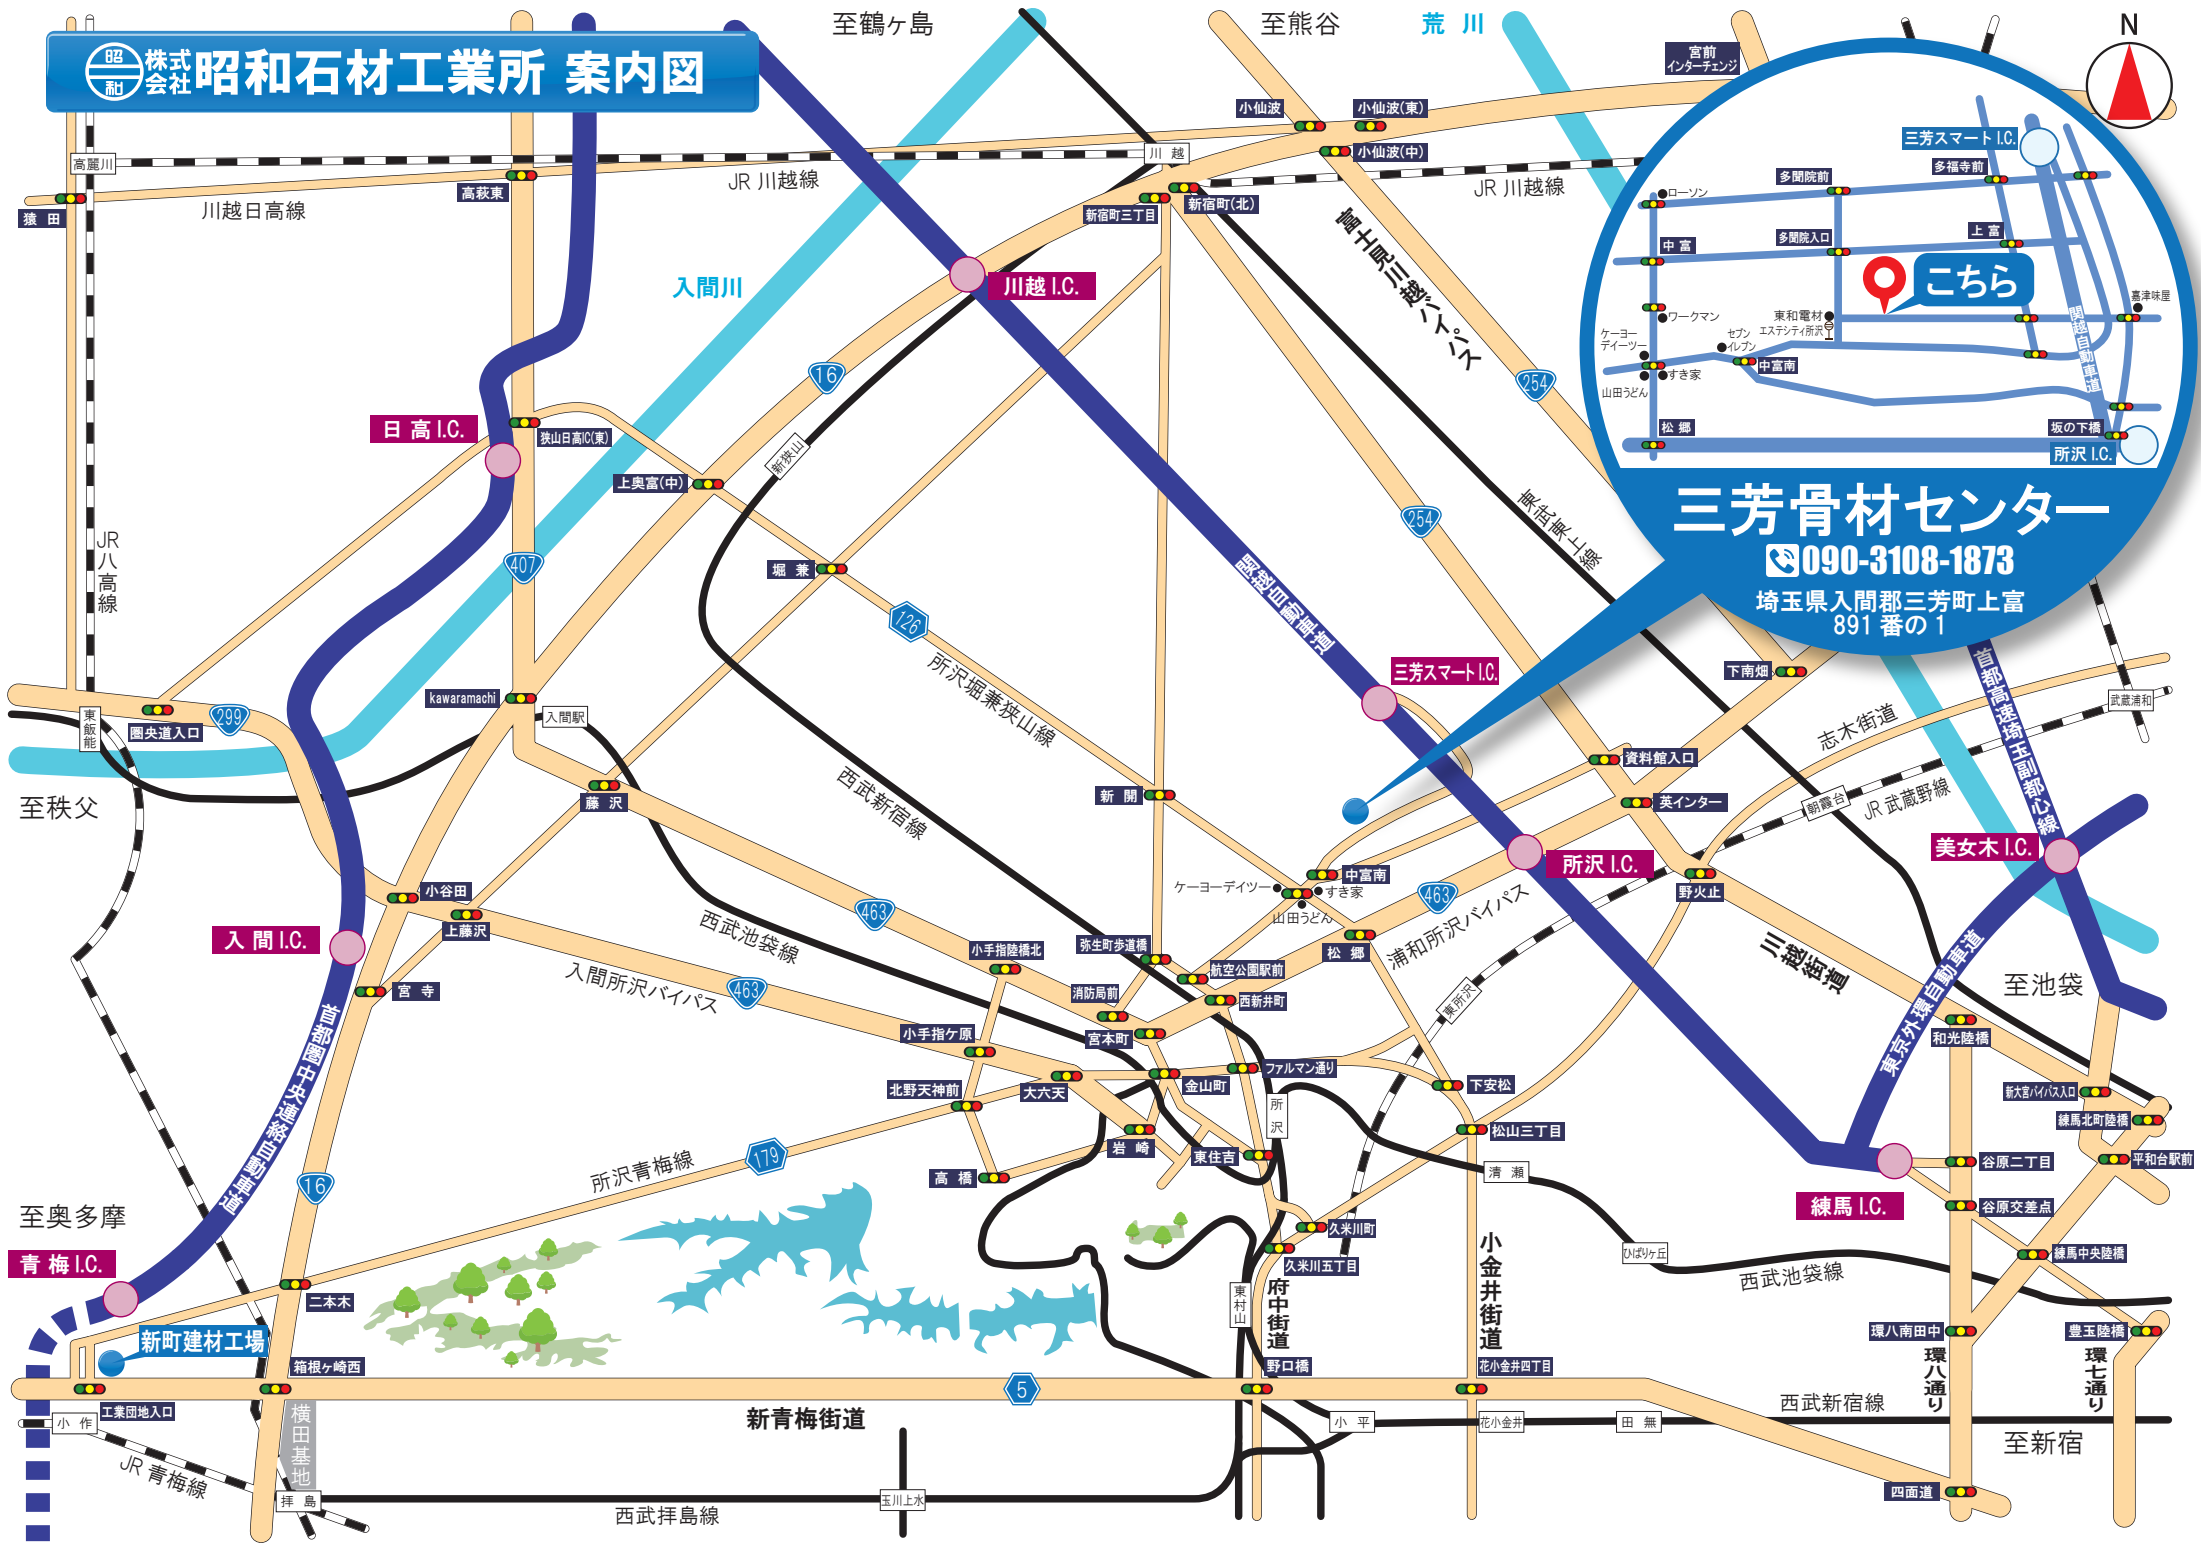 昭和
株式会社 昭和石材工業所 案内図
至鶴ヶ島
至熊谷
荒川
宮前
インターチェンジ
N
小仙波
小仙波(東)
小仙波(中)
高麗川
川越
JR 川越線
JR 川越線
猿田
川越日高線
高萩東
新宿町三丁目
新宿町(北)
富士見川越バイパス
入間川
川越 I.C.
16
254
254
日高 I.C.
狭山日高IC(東)
上奥富(中)
新狭山
JR八高線
407
堀兼
126
所沢堀兼狭山線
関越自動車道
東武東上線
三芳スマート I.C.
多福寺前
多聞院前
ローソン
中富
多聞院入口
上富
こちら
嘉津味屋
ワークマン
東和電材
エステシティ所沢
ケーヨー
デイーツー
セブン
イレブン
中富南
すき家
山田うどん
関越自動車道
松郷
坂の下橋
所沢 I.C.
三芳骨材センター
090-3108-1873
埼玉県入間郡三芳町上富
891 番の 1
三芳スマート I.C.
下南畑
首都高速埼玉副都心線
kawaramachi
入間駅
299
圏央道入口
東飯能
武蔵浦和
志木街道
至秩父
藤沢
西武新宿線
新開
資料館入口
英インター
朝霞台
JR 武蔵野線
美女木 I.C.
所沢 I.C.
小谷田
上藤沢
463
ケーヨーデイツー
中富南
すき家
山田うどん
463
野火止
入間 I.C.
西武池袋線
小手指陸橋北
弥生町歩道橋
航空公園駅前
松郷
浦和所沢バイパス
川越街道
宮寺
入間所沢バイパス
463
消防局前
西新井町
東所沢
東京外環自動車道
至池袋
首都圏中央連絡自動車道
小手指ケ原
宮本町
和光陸橋
北野天神前
大六天
金山町
ファルマン通り
下安松
新大宮バイパス入口
練馬北町陸橋
所沢
岩崎
東住吉
松山三丁目
平和台駅前
谷原二丁目
所沢青梅線
179
高橋
清瀬
16
至奥多摩
練馬 I.C.
谷原交差点
久米川町
久米川五丁目
小金井街道
ひばりヶ丘
練馬中央陸橋
西武池袋線
青梅 I.C.
二本木
東村山
府中街道
環八南田中
豊玉陸橋
新町建材工場
箱根ヶ崎西
野口橋
花小金井四丁目
環八通り
環七通り
5
工業団地入口
小作
横田基地
新青梅街道
小平
花小金井
田無
西武新宿線
至新宿
JR 青梅線
拝島
西武拝島線
玉川上水
四面道